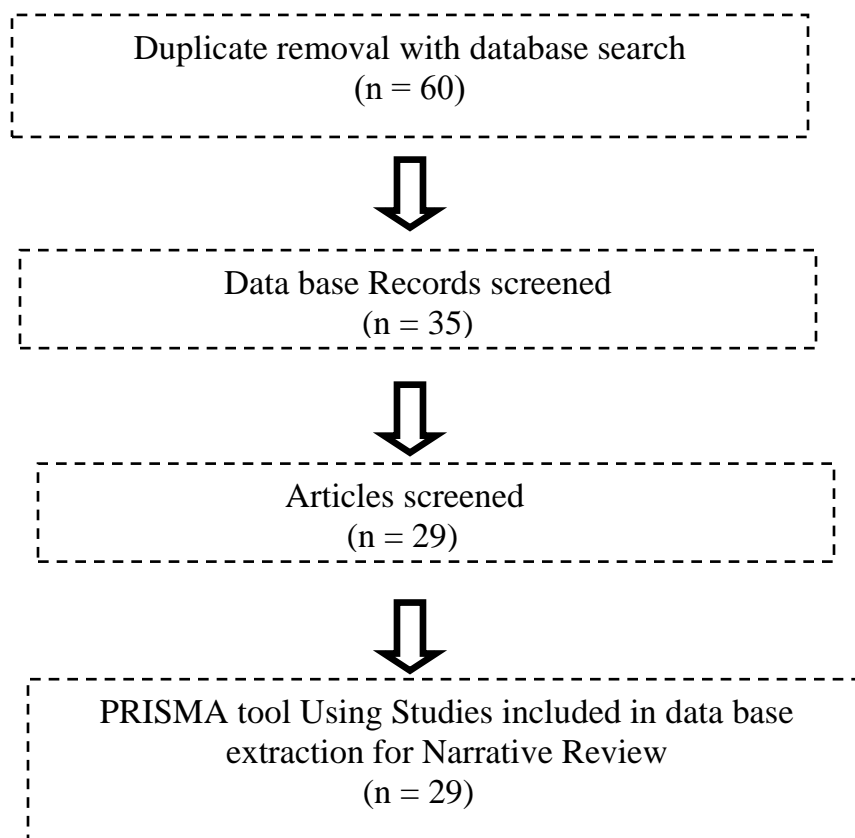 Duplicate removal with database search
(n = 60)
Data base Records screened
(n = 35)
Articles screened
(n = 29)
PRISMA tool Using Studies included in data base
extraction for Narrative Review
(n = 29)